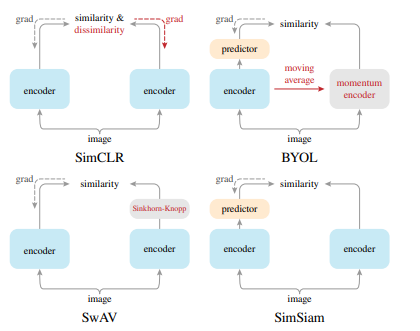 grad similarity & grad
dissimilarity
encoder encoder
image
SimCLR
grad similarity
predictor
moving
average
encoder momentum
encoder
image
BYOL
grad similarity
Sinkhorn-Knopp
encoder encoder
image
SwAV
grad similarity
predictor
encoder encoder
image
SimSiam